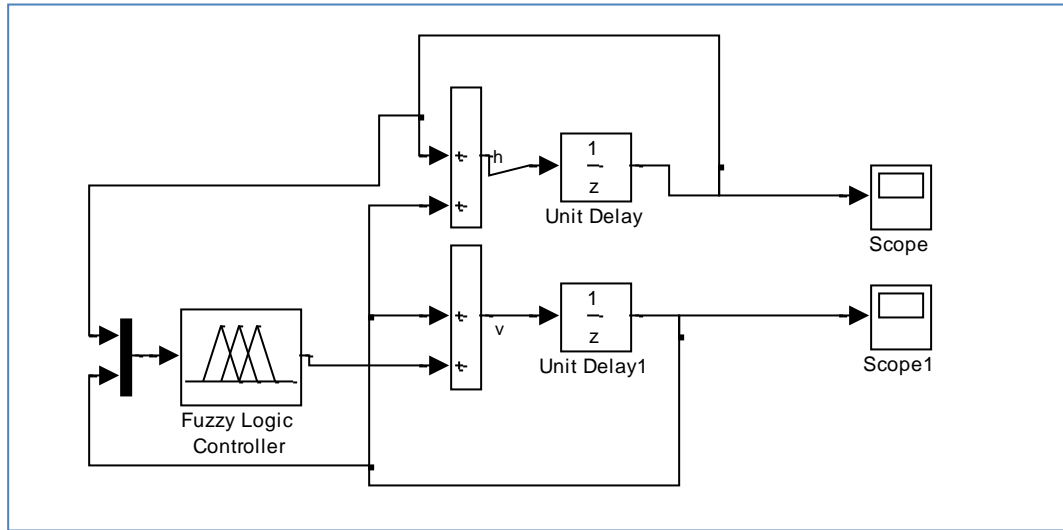 h
1
z
Unit Delay
Scope
v
1
z
Unit Delay1
Scope1
Fuzzy Logic
Controller